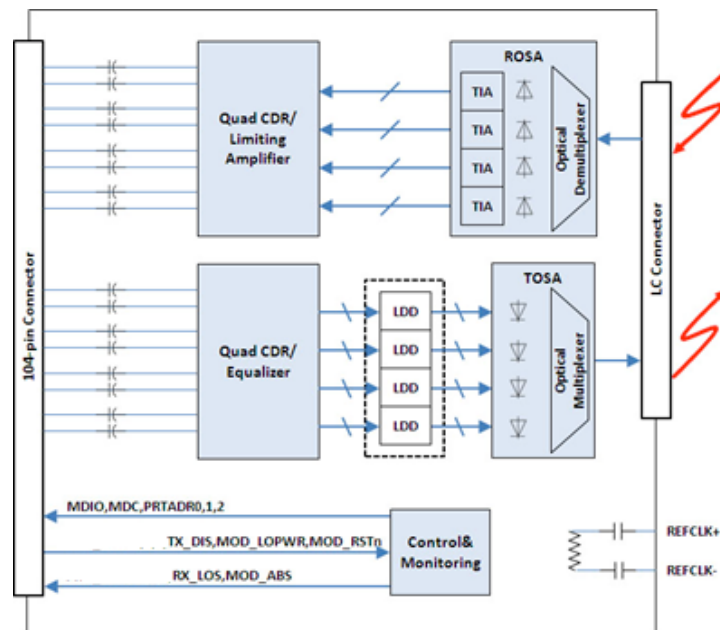 ROSA
Quad CDR/
Limiting
Amplifier
TIA
TIA
TIA
TIA
Optical
Demultiplexer
LC Connector
104-pin Connector
TOSA
Quad CDR/
Equalizer
LDD
LDD
LDD
LDD
Optical
Multiplexer
MDIO,MDC,PRTADR0,1,2
TX_DIS,MOD_LOPWR,MOD_RSTn
RX_LOS,MOD_ABS
Control&
Monitoring
REFCLK+
REFCLK-